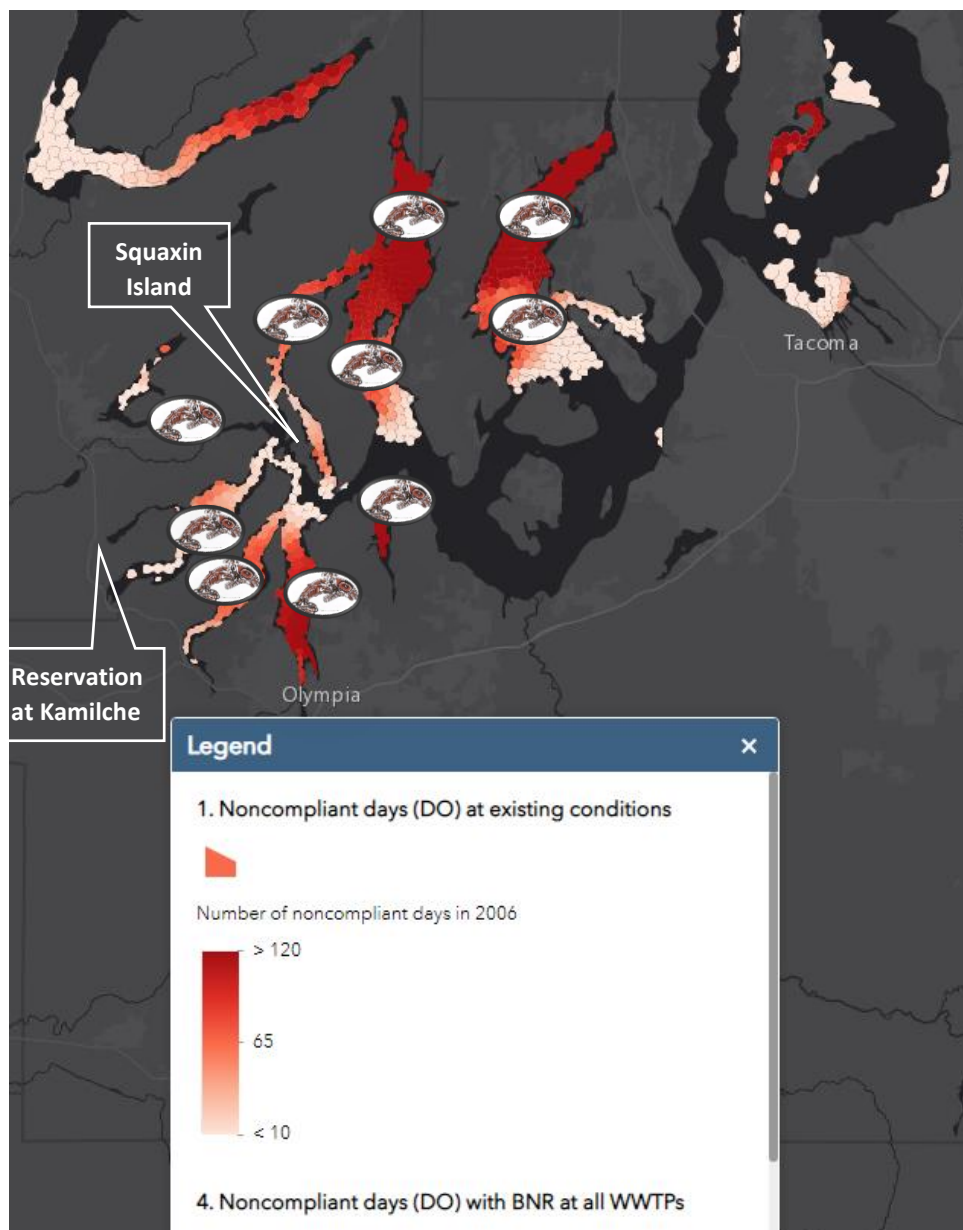 Squaxin
Island
Tacoma
Reservation
at Kamilche
Olympia
Legend
×
1. Noncompliant days (DO) at existing conditions
Number of noncompliant days in 2006
> 120
65
< 10
4. Noncompliant days (DO) with BNR at all WWTPs